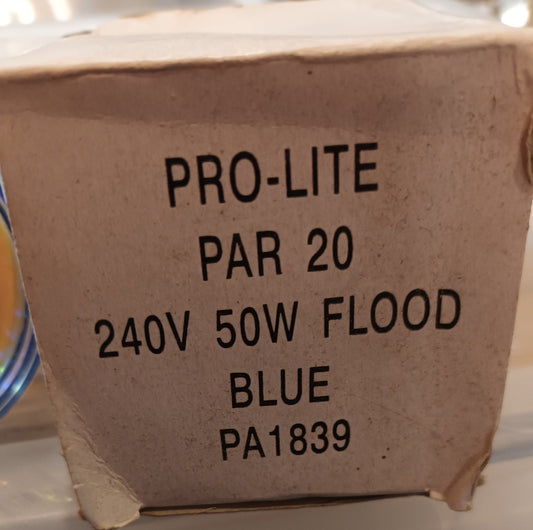 PRO-LITE
PAR 20
240V 50W FLOOD
BLUE
PA1839